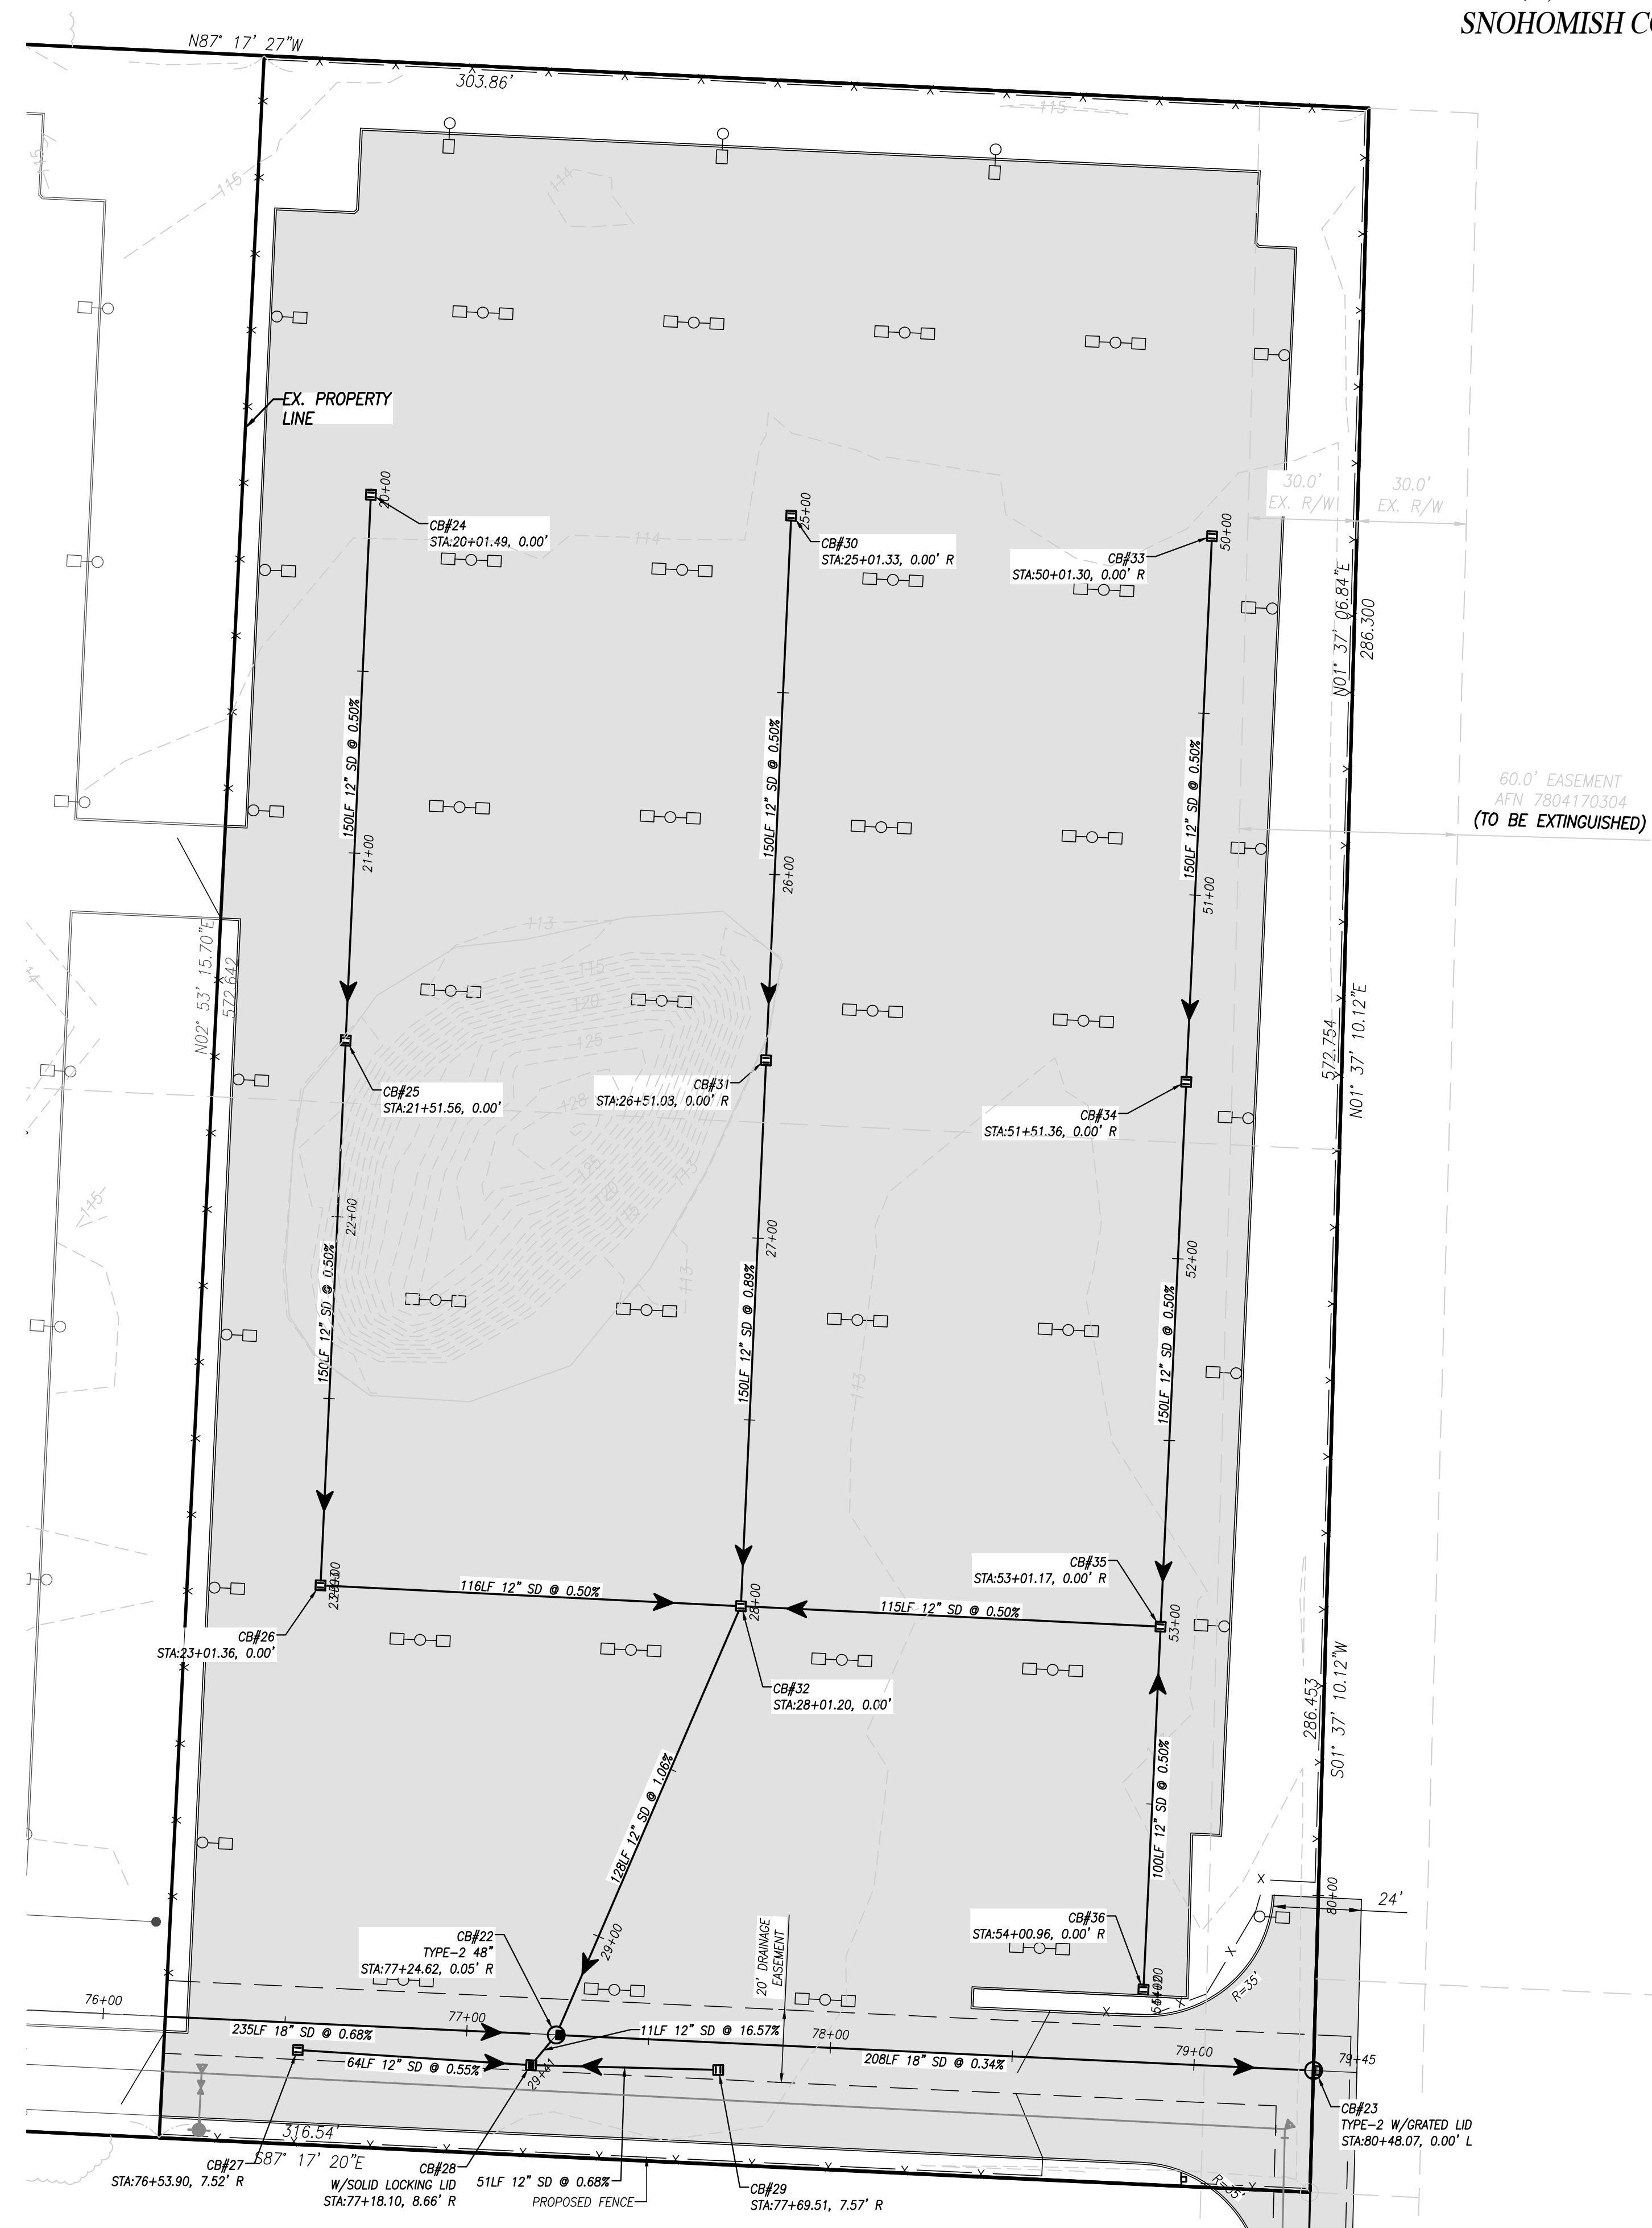 SNOHOMISH CO
N87° 17' 27"W
303.86'
115
115
114
EX. PROPERTY
LINE
30.0'
EX. R/W
30.0'
EX. R/W
20+00
CB#24
STA:20+01.49, 0.00'
25+00
CB#30
STA:25+01.33, 0.00' R
50+00
CB#33
STA:50+01.30, 0.00' R
114
N01° 37' 06.84"E
286.300
150LF 12" SD @ 0.50%
150LF 12" SD @ 0.50%
150LF 12" SD @ 0.50%
60.0' EASEMENT
AFN 7804170304
(TO BE EXTINGUISHED)
21+00
26+00
51+00
N02° 53' 15.70"E
572.642
113
115
120
125
128
125
120
115
113
113
113
115
CB#25
STA:21+51.56, 0.00'
CB#31
STA:26+51.08, 0.00' R
CB#34
STA:51+51.36, 0.00' R
572.754
N01° 37' 10.12"E
22+00
27+00
52+00
150LF 12" SD @ 0.50%
150LF 12" SD @ 0.89%
150LF 12" SD @ 0.50%
CB#35
STA:53+01.17, 0.00' R
116LF 12" SD @ 0.50%
28+00
115LF 12" SD @ 0.50%
53+00
CB#26
STA:23+01.36, 0.00'
CB#32
STA:28+01.20, 0.00'
286.453
S01° 37' 10.12"W
128LF 12" SD @ 1.06%
100LF 12" SD @ 0.50%
80+00
24'
CB#22
TYPE-2 48"
STA:77+24.62, 0.05' R
29+00
20' DRAINAGE
EASEMENT
CB#36
STA:54+00.96, 0.00' R
R=35'
76+00
77+00
78+00
79+00
79+45
235LF 18" SD @ 0.68%
11LF 12" SD @ 16.57%
64LF 12" SD @ 0.55%
208LF 18" SD @ 0.34%
29+41
CB#23
TYPE-2 W/GRATED LID
STA:80+48.07, 0.00' L
316.54'
S87° 17' 20"E
CB#27
STA:76+53.90, 7.52' R
CB#28
W/SOLID LOCKING LID
STA:77+18.10, 8.66' R
51LF 12" SD @ 0.68%
PROPOSED FENCE
CB#29
STA:77+69.51, 7.57' R
R=35'